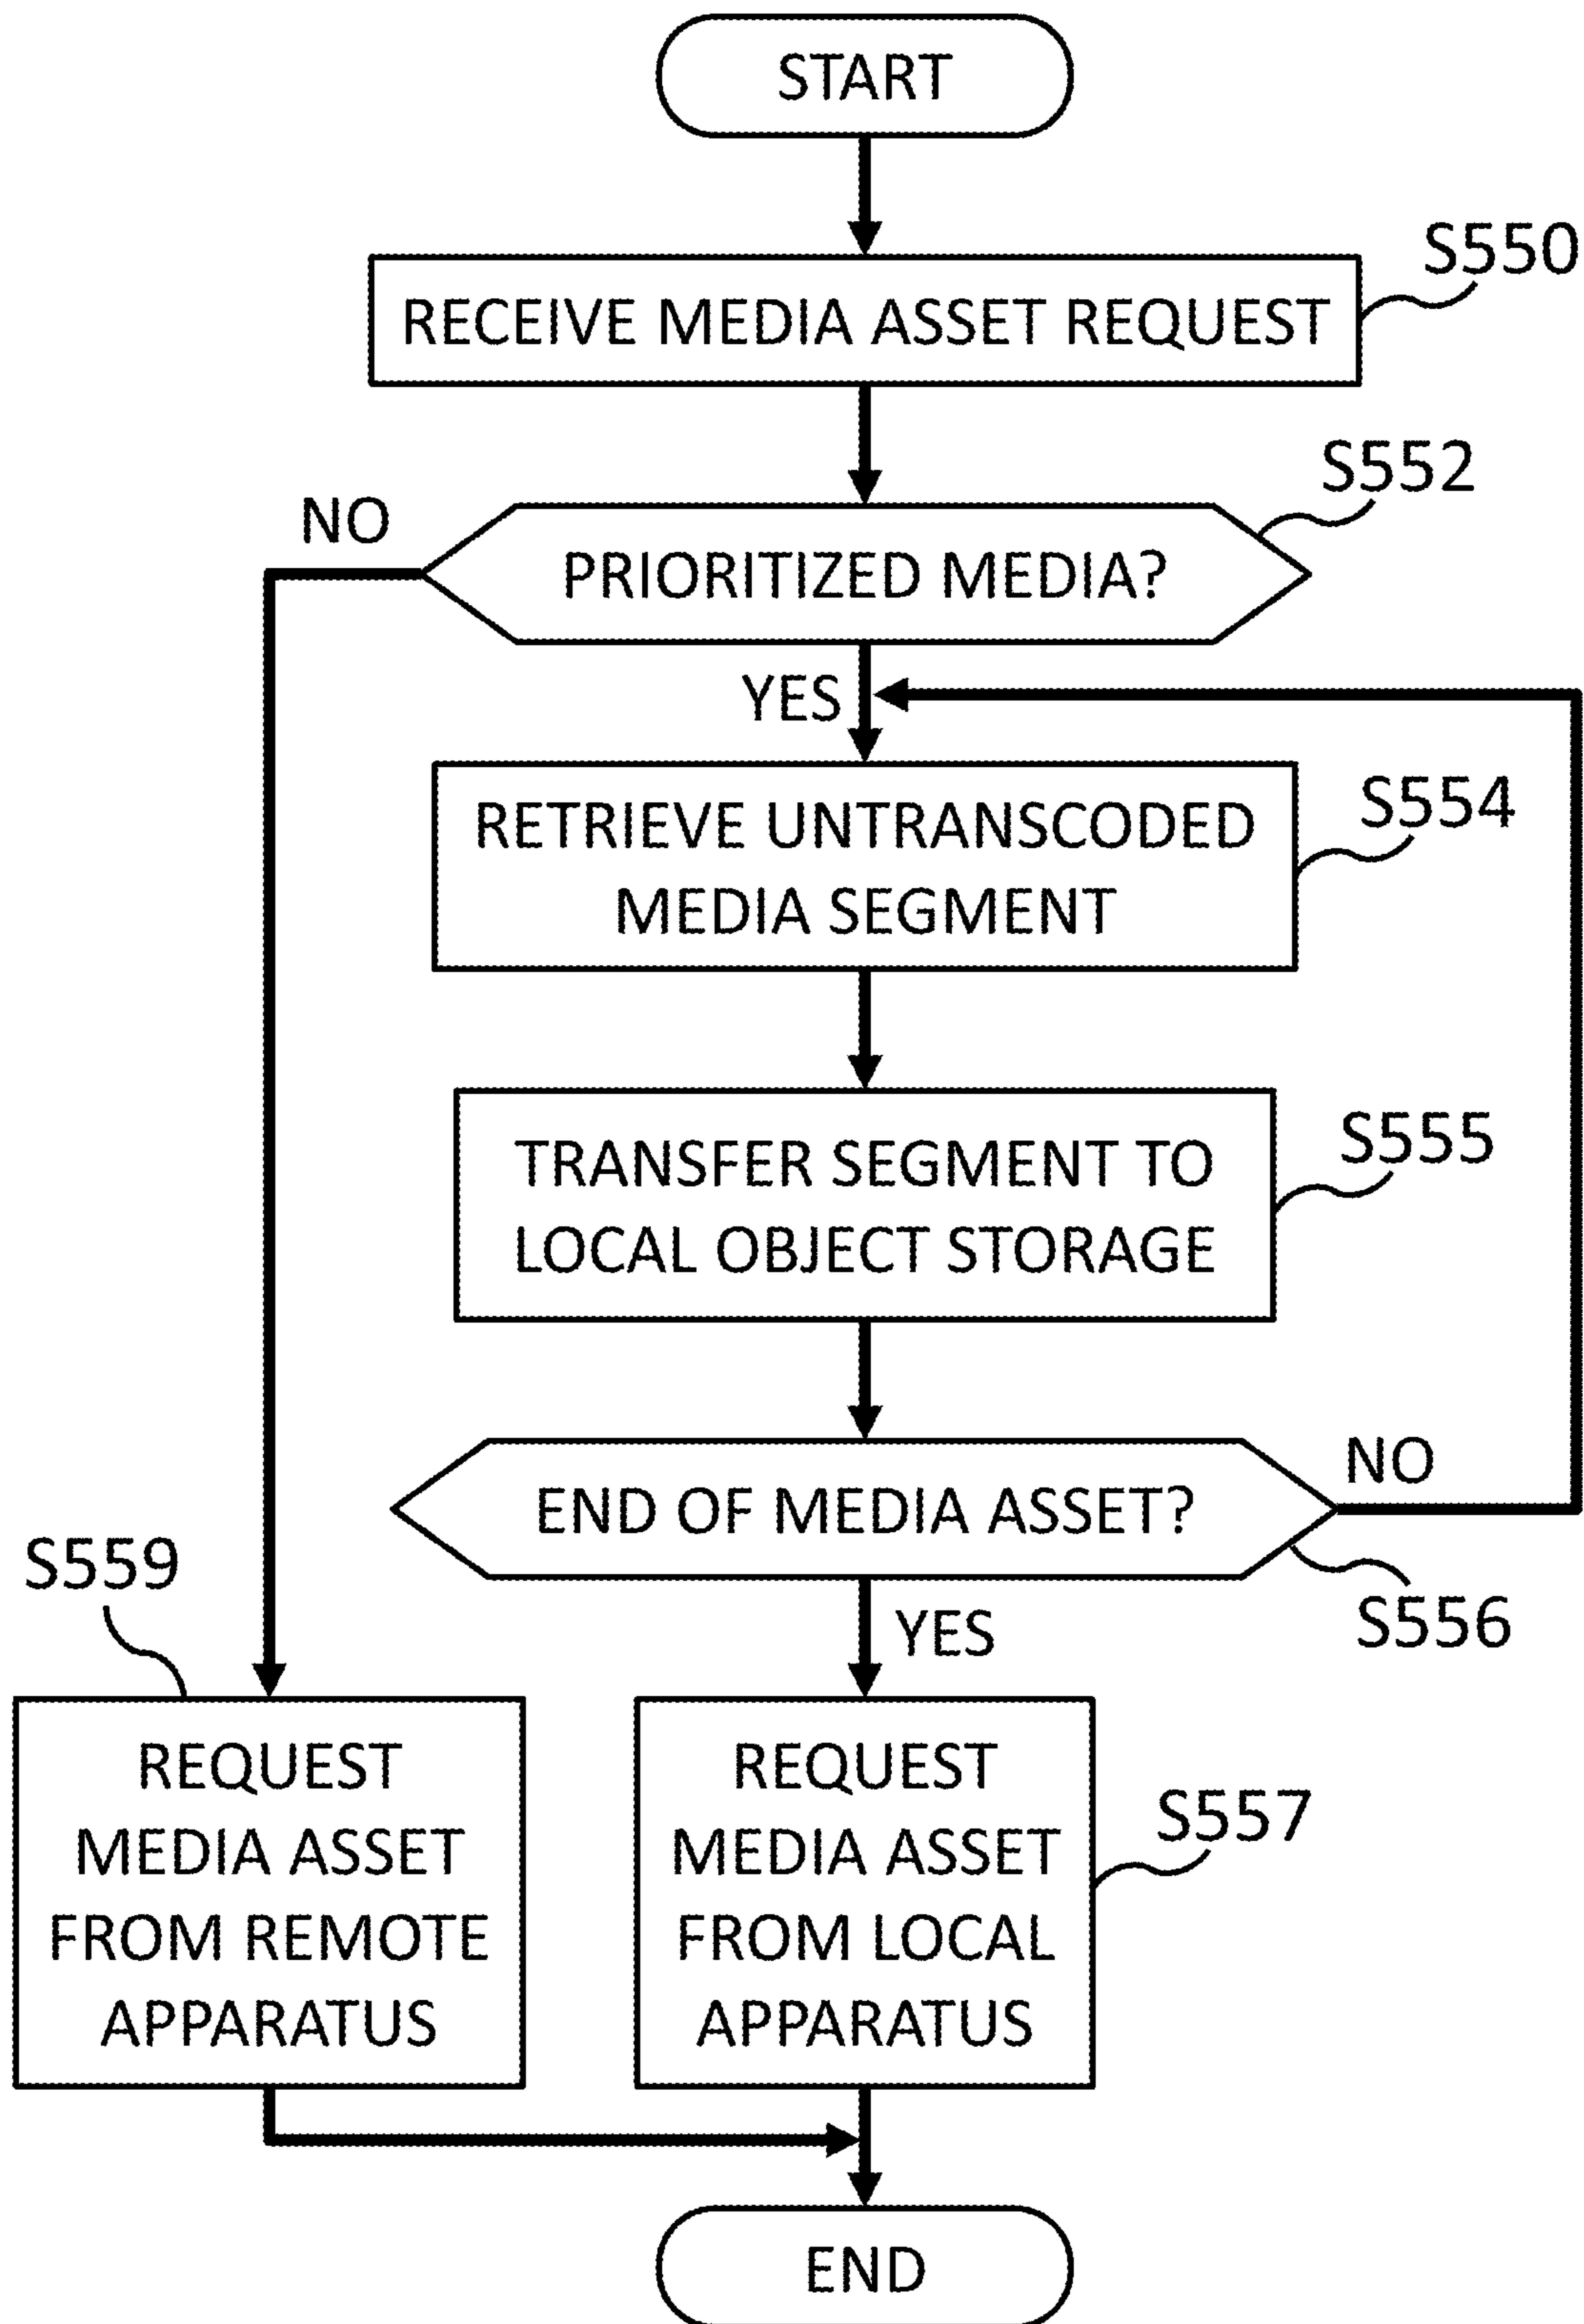 START
S550
RECEIVE MEDIA ASSET REQUEST
S552
NO
PRIORITIZED MEDIA?
YES
RETRIEVE UNTRANSCODED
MEDIA SEGMENT
S554
TRANSFER SEGMENT TO
LOCAL OBJECT STORAGE
S555
END OF MEDIA ASSET?
NO
S556
YES
S559
REQUEST
MEDIA ASSET
FROM REMOTE
APPARATUS
REQUEST
MEDIA ASSET
FROM LOCAL
APPARATUS
S557
END